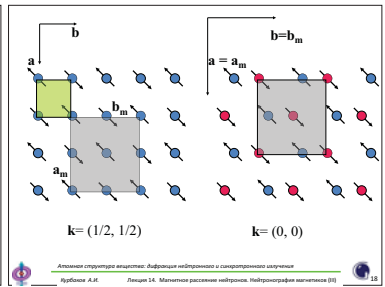 b
a
b_m
a_m
k= (1/2, 1/2)
b=b_m
a = a_m
k= (0, 0)
Атомная структура вещества: дифракция нейтронного и синхротронного излучения
Курбаков А.И.
Лекция 14. Магнитное рассеяние нейтронов. Нейтронография магнетиков (III)
18